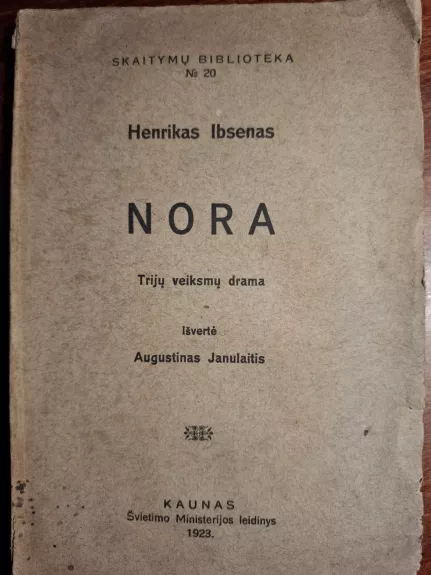 SKAITYMŲ BIBLIOTEKA
№ 20
Henrikas Ibsenas
NORA
Trijų veiksmų drama
Išvertė
Augustinas Janulaitis
KAUNAS
Švietimo Ministerijos leidinys
1923.